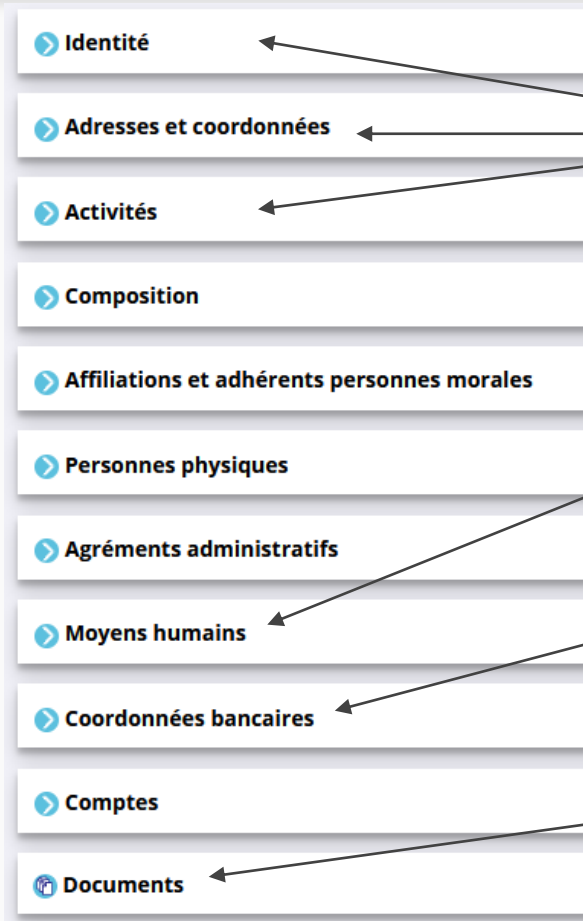 Identité
Adresses et coordonnées
Activités
Composition
Affiliations et adhérents personnes morales
Personnes physiques
Agréments administratifs
Moyens humains
Coordonnées bancaires
Comptes
Documents